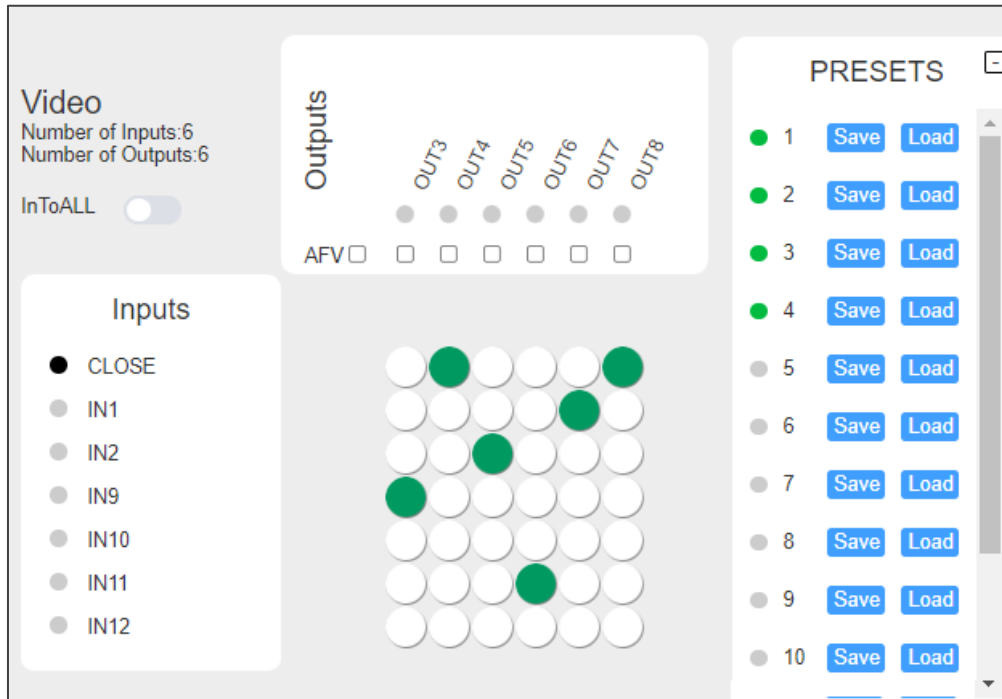 Video
Number of Inputs:6
Number of Outputs:6
InToALL
Outputs
OUT3
OUT4
OUT5
OUT6
OUT7
OUT8
AFV
Inputs
CLOSE
IN1
IN2
IN9
IN10
IN11
IN12
PRESETS
1 Save Load
2 Save Load
3 Save Load
4 Save Load
5 Save Load
6 Save Load
7 Save Load
8 Save Load
9 Save Load
10 Save Load